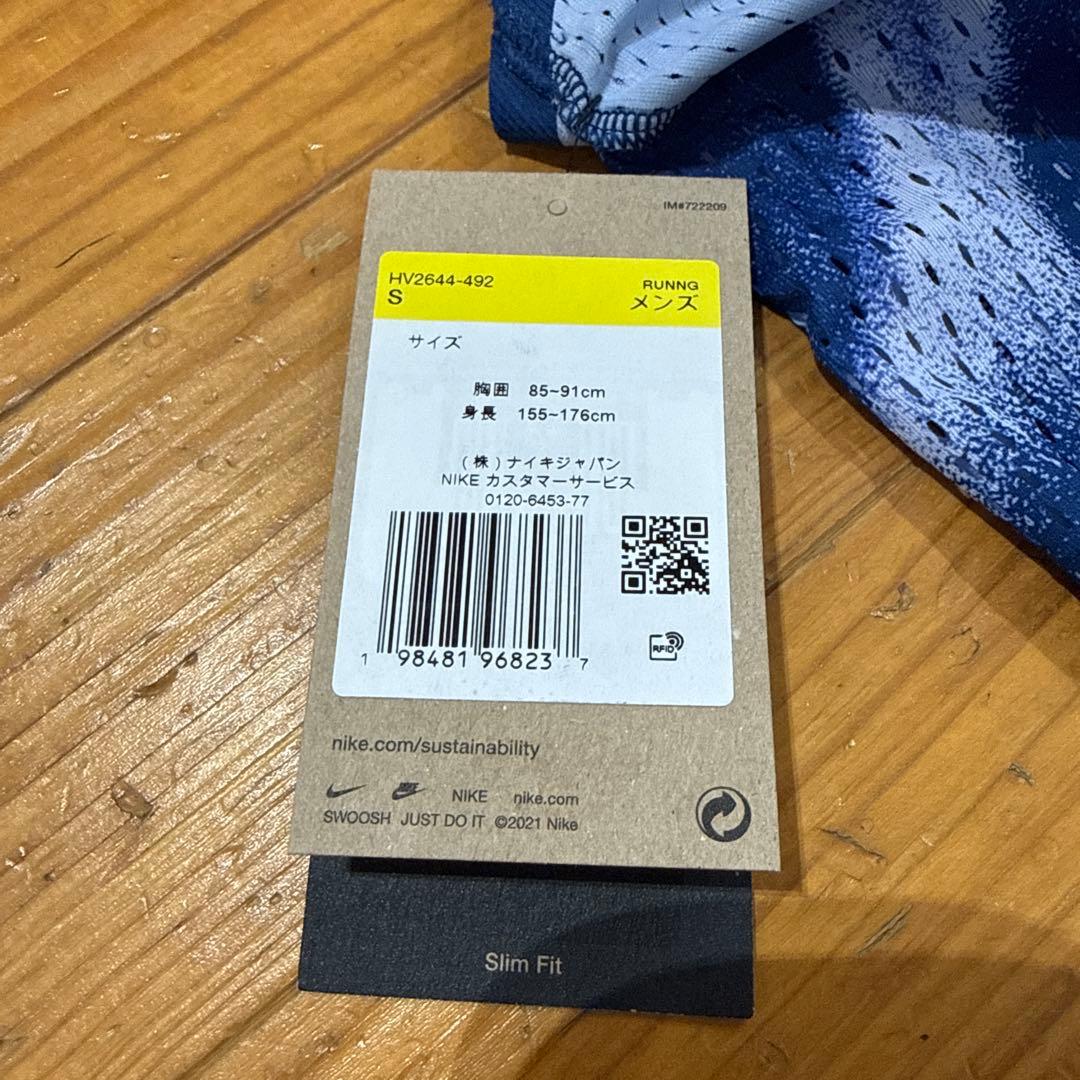 IM#722209
HV2644-492
S
RUNNG
メンズ
サイズ
胸囲 85~91cm
身長 155~176cm
(株)ナイキジャパン
NIKE カスタマーサービス
0120-6453-77
1 98481 96823 7
RFID
nike.com/sustainability
NIKE nike.com
SWOOSH JUST DO IT ©2021 Nike
Slim Fit